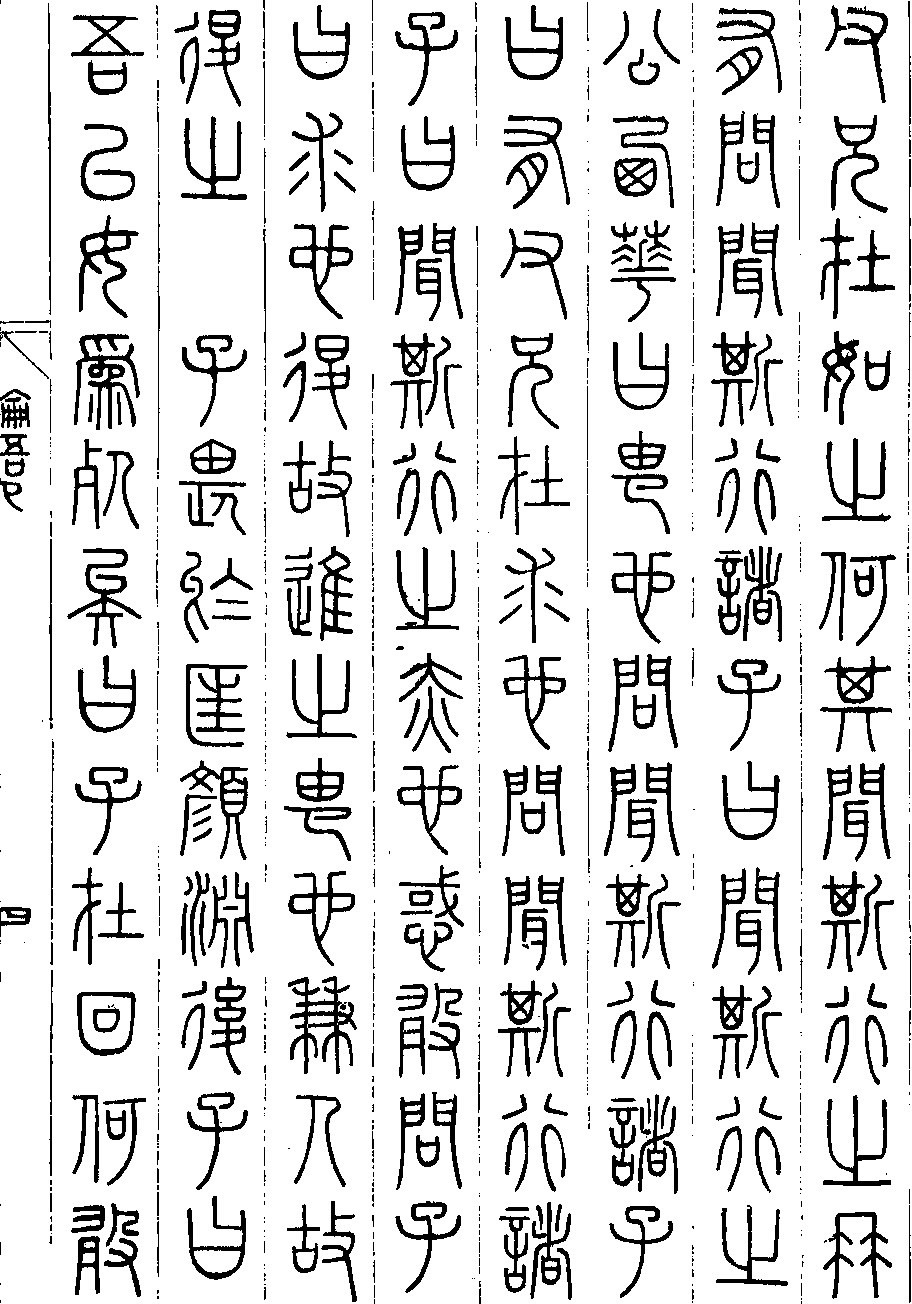 父兄在如之何其聞斯行之冉
有問聞斯行諸子曰聞斯行之
公西華曰由也問聞斯行諸子
曰有父兄在求也問聞斯行諸
子曰聞斯行之赤也惑敢問子
曰求也退故進之由也兼人故
退之　子畏於匡顏淵後子曰
吾以女為死矣曰子在回何敢
論語